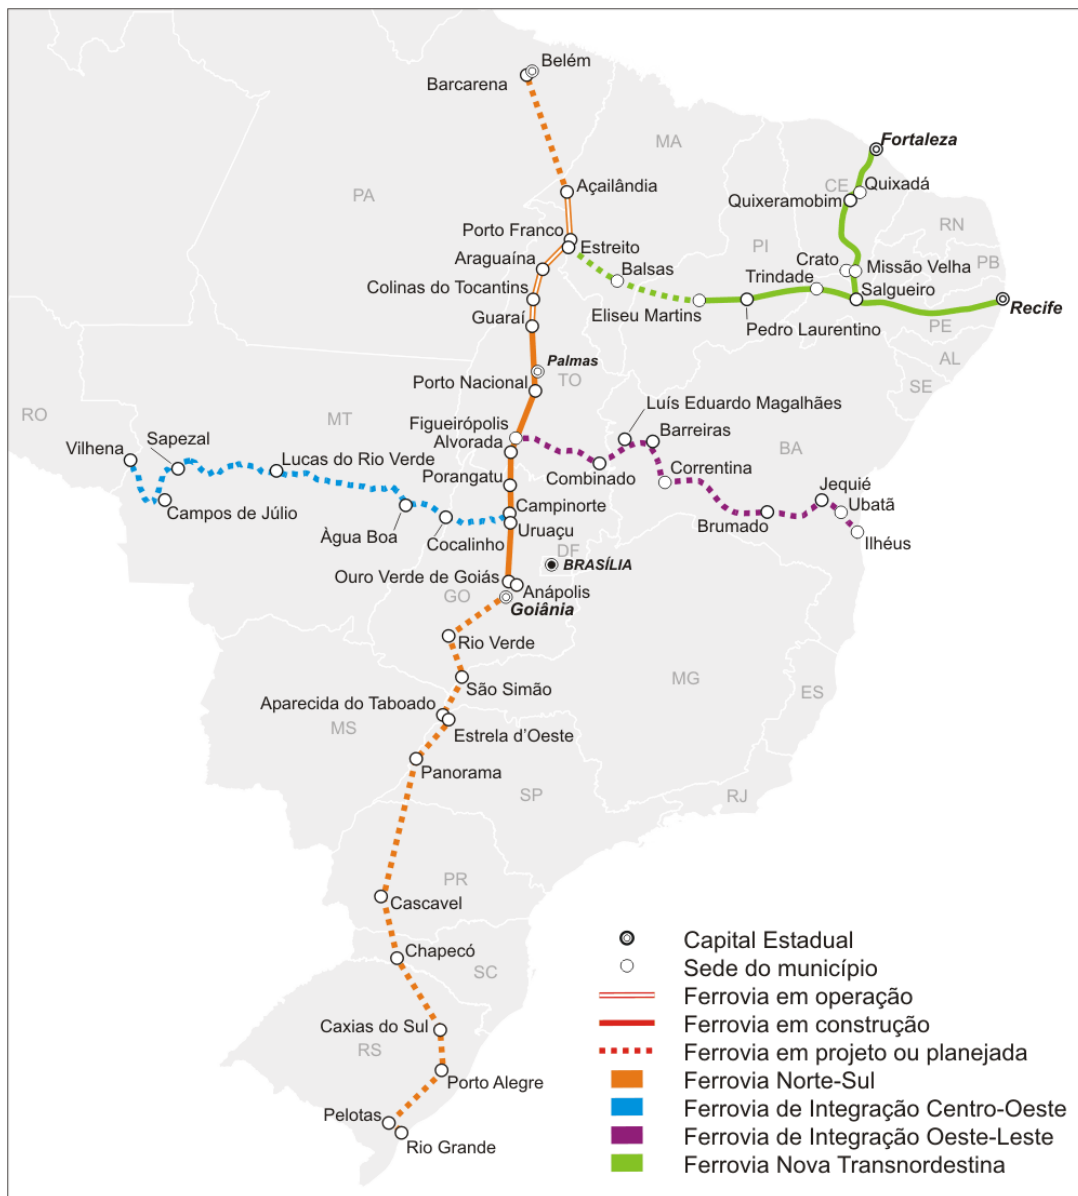 Belém
Barcarena
MA
Fortaleza
PA
Açailândia
CE
Quixadá
Quixeramobim
RN
Porto Franco
Estreito
PI
Araguaína
Balsas
Crato
Missão Velha
PB
Trindade
Colinas do Tocantins
Salgueiro
Eliseu Martins
Recife
Guaraí
Pedro Laurentino
PE
Palmas
AL
TO
Porto Nacional
SE
Luís Eduardo Magalhães
RO
MT
Figueirópolis
Barreiras
Alvorada
BA
Sapezal
Vilhena
Lucas do Rio Verde
Correntina
Porangatu
Combinado
Jequié
Campos de Júlio
Campinorte
Ubatã
Brumado
Uruaçu
Àgua Boa
Cocalinho
Ilhéus
DF
BRASÍLIA
Ouro Verde de Goiás
Anápolis
GO
Goiânia
Rio Verde
MG
São Simão
ES
Aparecida do Taboado
MS
Estrela d’Oeste
Panorama
SP
RJ
PR
Cascavel
Chapecó
SC
Caxias do Sul
RS
Porto Alegre
Pelotas
Rio Grande
Capital Estadual
Sede do município
Ferrovia em operação
Ferrovia em construção
Ferrovia em projeto ou planejada
Ferrovia Norte-Sul
Ferrovia de Integração Centro-Oeste
Ferrovia de Integração Oeste-Leste
Ferrovia Nova Transnordestina